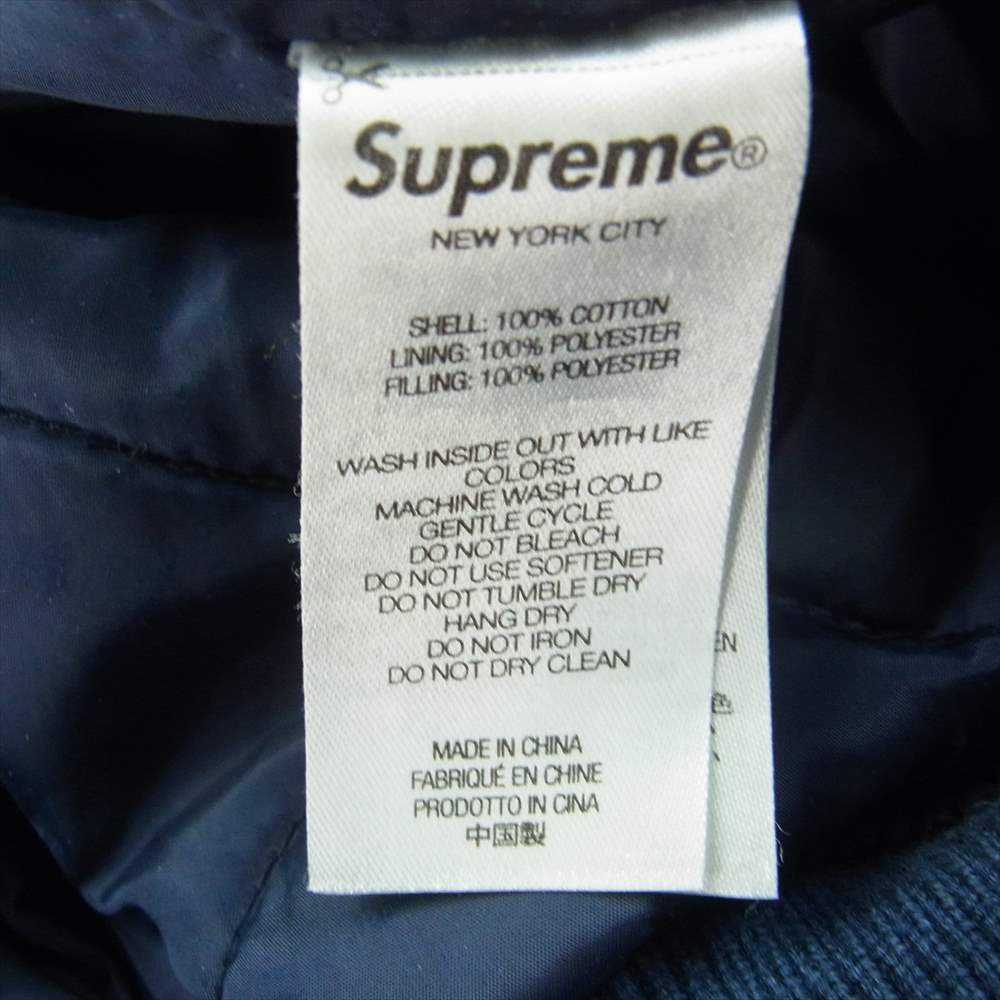 Supreme®
NEW YORK CITY
SHELL: 100% COTTON
LINING: 100% POLYESTER
FILLING: 100% POLYESTER
WASH INSIDE OUT WITH LIKE
COLORS
MACHINE WASH COLD
GENTLE CYCLE
DO NOT BLEACH
DO NOT USE SOFTENER
DO NOT TUMBLE DRY
HANG DRY
DO NOT IRON
DO NOT DRY CLEAN
MADE IN CHINA
FABRIQUÉ EN CHINE
PRODOTTO IN CINA
中国製
EN
色